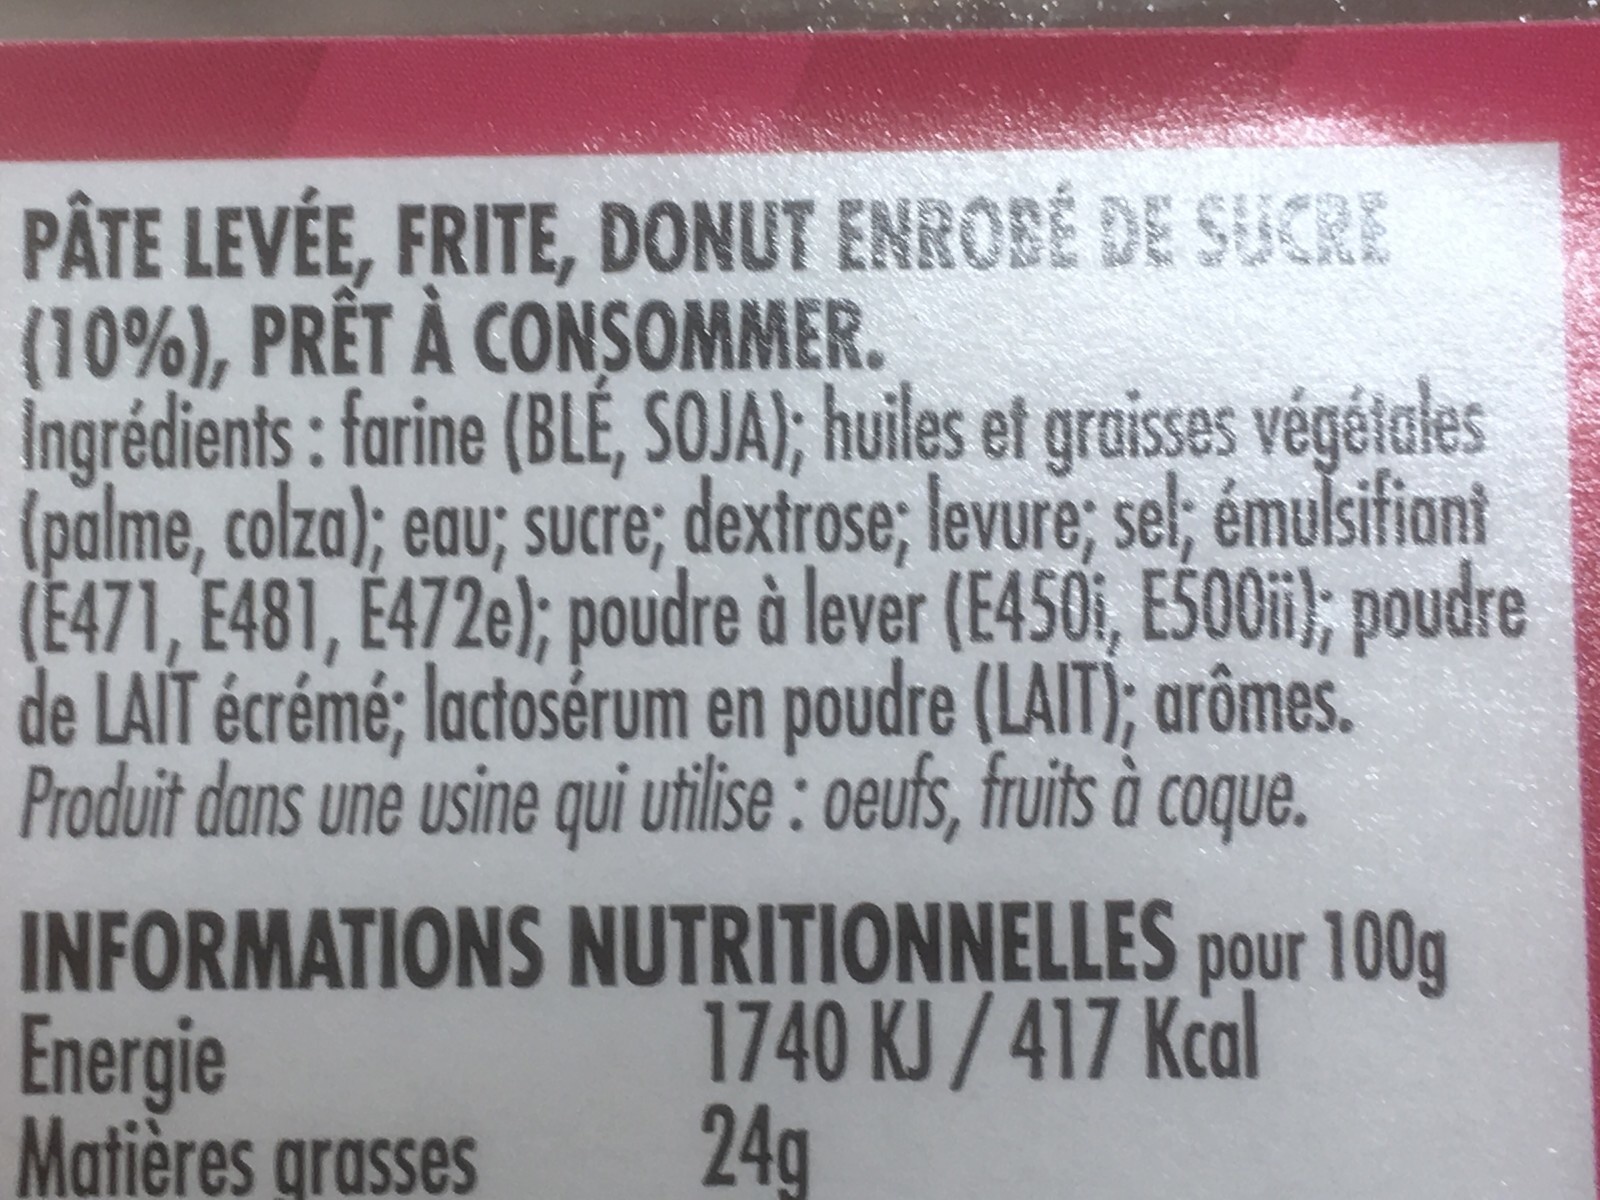 PÂTE LEVÉE, FRITE, DONUT ENROBÉ DE SUCRE
(10%), PRÊT À CONSOMMER.
Ingrédients : farine (BLÉ, SOJA); huiles et graisses végétales
(palme, colza); eau; sucre; dextrose; levure; sel; émulsifiant
(E471, E481, E472e); poudre à lever (E450i, E500ii); poudre
de LAIT écrémé; lactosérum en poudre (LAIT); arômes.
Produit dans une usine qui utilise : oeufs, fruits à coque.
INFORMATIONS NUTRITIONNELLES pour 100g
Energie 1740 KJ / 417 Kcal
Matières grasses 24g